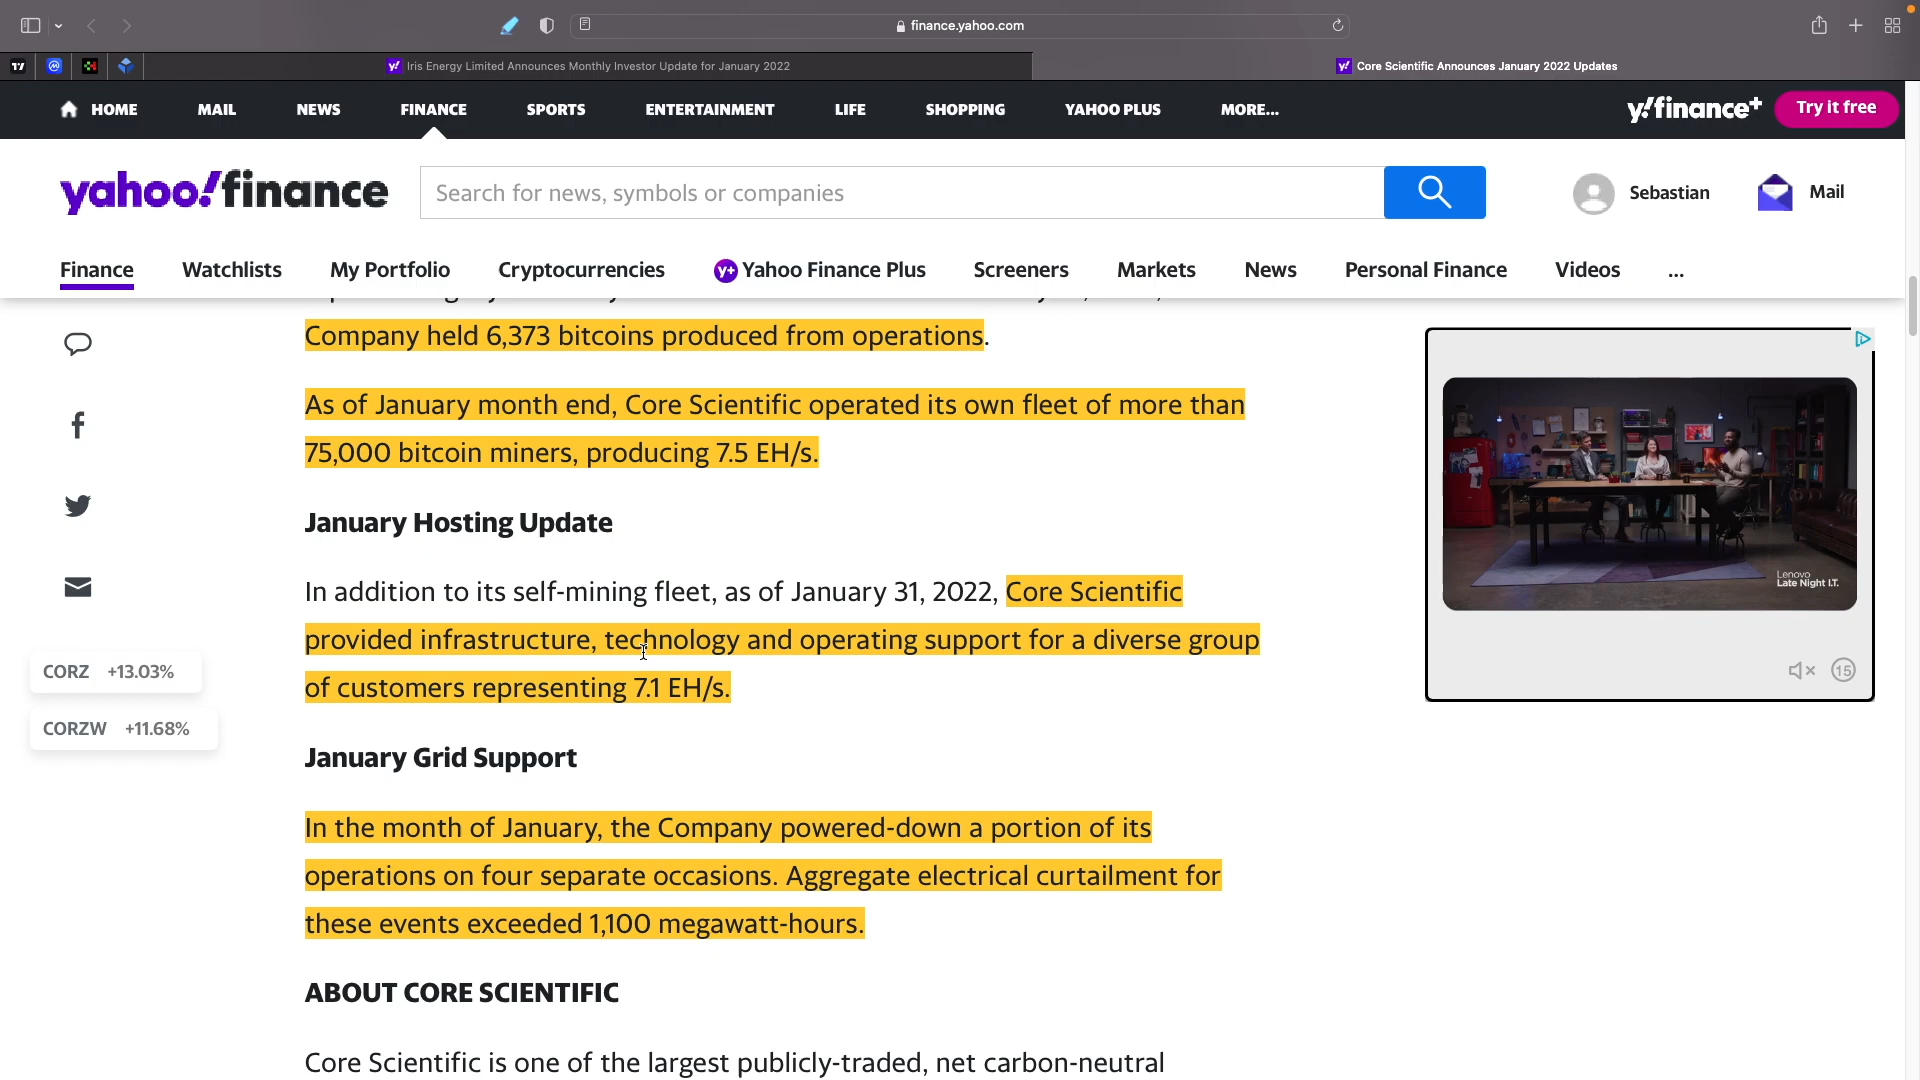 finance.yahoo.com
Iris Energy Limited Announces Monthly Investor Update for January 2022
Core Scientific Announces January 2022 Updates
HOME MAIL NEWS FINANCE SPORTS ENTERTAINMENT LIFE SHOPPING YAHOO PLUS MORE...
y!finance+ Try it free
yahoo!finance
Search for news, symbols or companies
Sebastian
Mail
Finance Watchlists My Portfolio Cryptocurrencies y+ Yahoo Finance Plus Screeners Markets News Personal Finance Videos ...
Company held 6,373 bitcoins produced from operations.
As of January month end, Core Scientific operated its own fleet of more than
75,000 bitcoin miners, producing 7.5 EH/s.
January Hosting Update
In addition to its self-mining fleet, as of January 31, 2022, Core Scientific
provided infrastructure, technology and operating support for a diverse group
of customers representing 7.1 EH/s.
January Grid Support
In the month of January, the Company powered-down a portion of its
operations on four separate occasions. Aggregate electrical curtailment for
these events exceeded 1,100 megawatt-hours.
ABOUT CORE SCIENTIFIC
Core Scientific is one of the largest publicly-traded, net carbon-neutral
CORZ +13.03%
CORZW +11.68%
Lenovo
Late Night I.T.
15